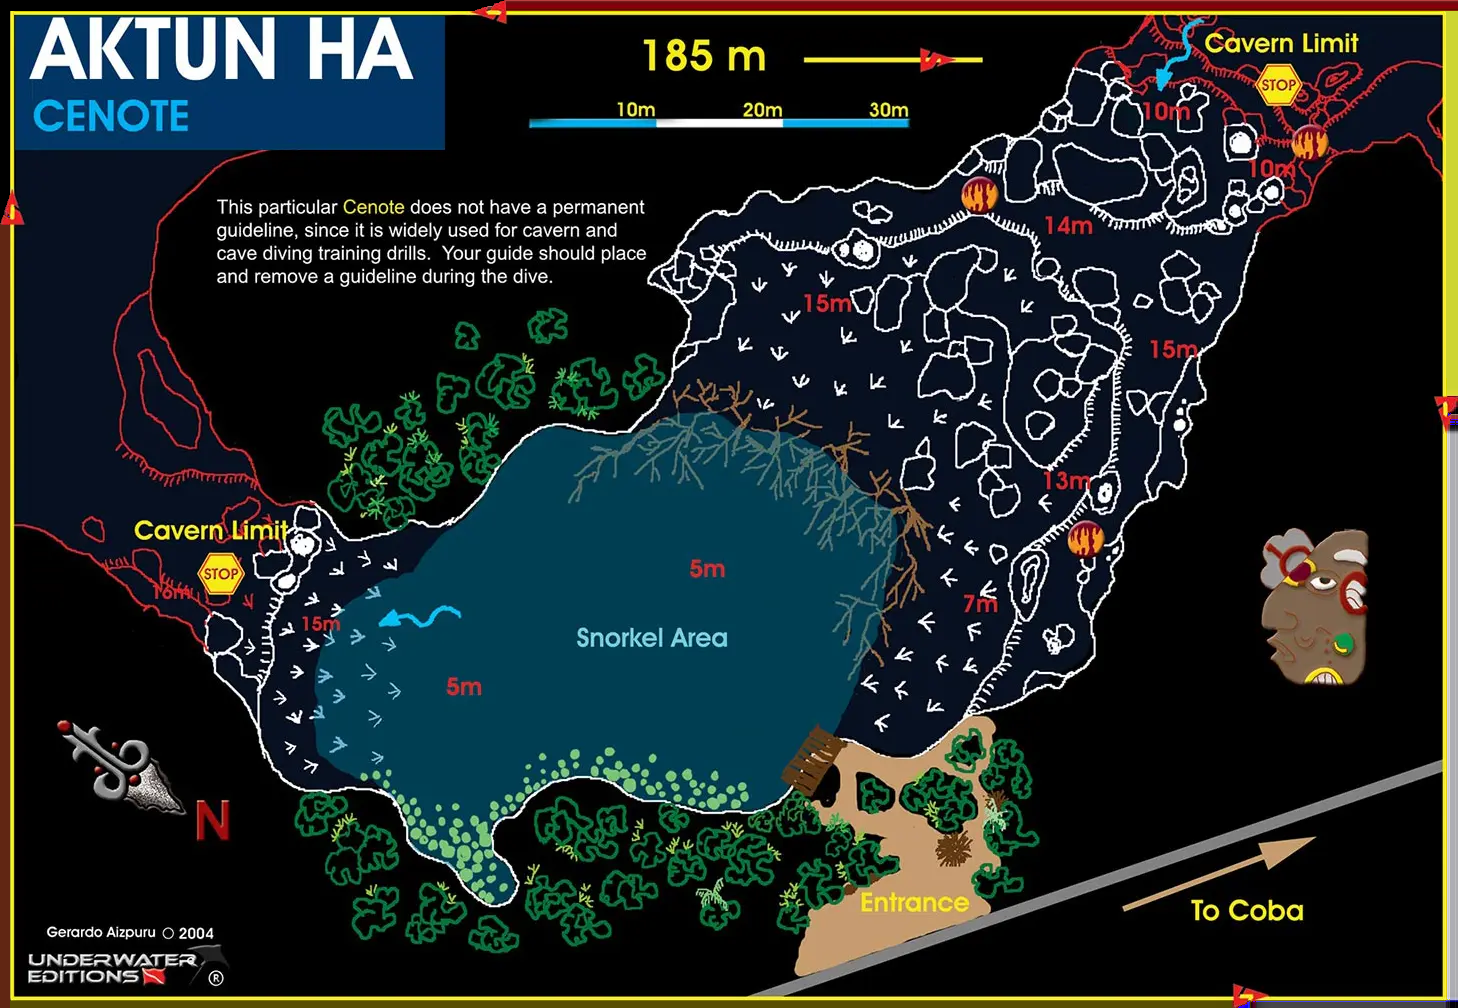 AKTUN HA
CENOTE
185 m
10m 20m 30m
Cavern Limit
STOP
10m
10m
This particular Cenote does not have a permanent
guideline, since it is widely used for cavern and
cave diving training drills. Your guide should place
and remove a guideline during the dive.
14m
15m
15m
13m
Cavern Limit
STOP
16m
15m
5m
7m
Snorkel Area
5m
N
Entrance
To Coba
Gerardo Aizpuru © 2004
UNDERWATER
EDITIONS ®